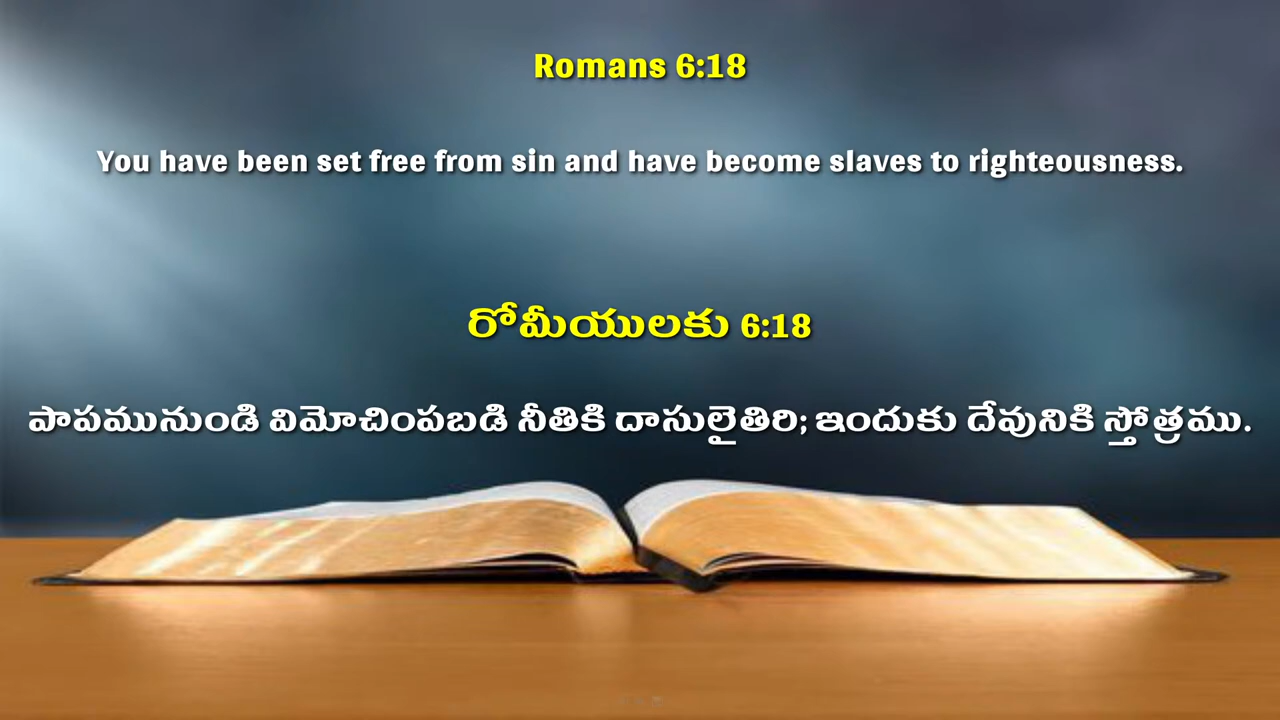 Romans 6:18
You have been set free from sin and have become slaves to righteousness.
రోమీయులకు 6:18
పాపమునుండి విమోచింపబడి నీతికి దాసులైతిరి; ఇందుకు దేవునికి స్తోత్రము.